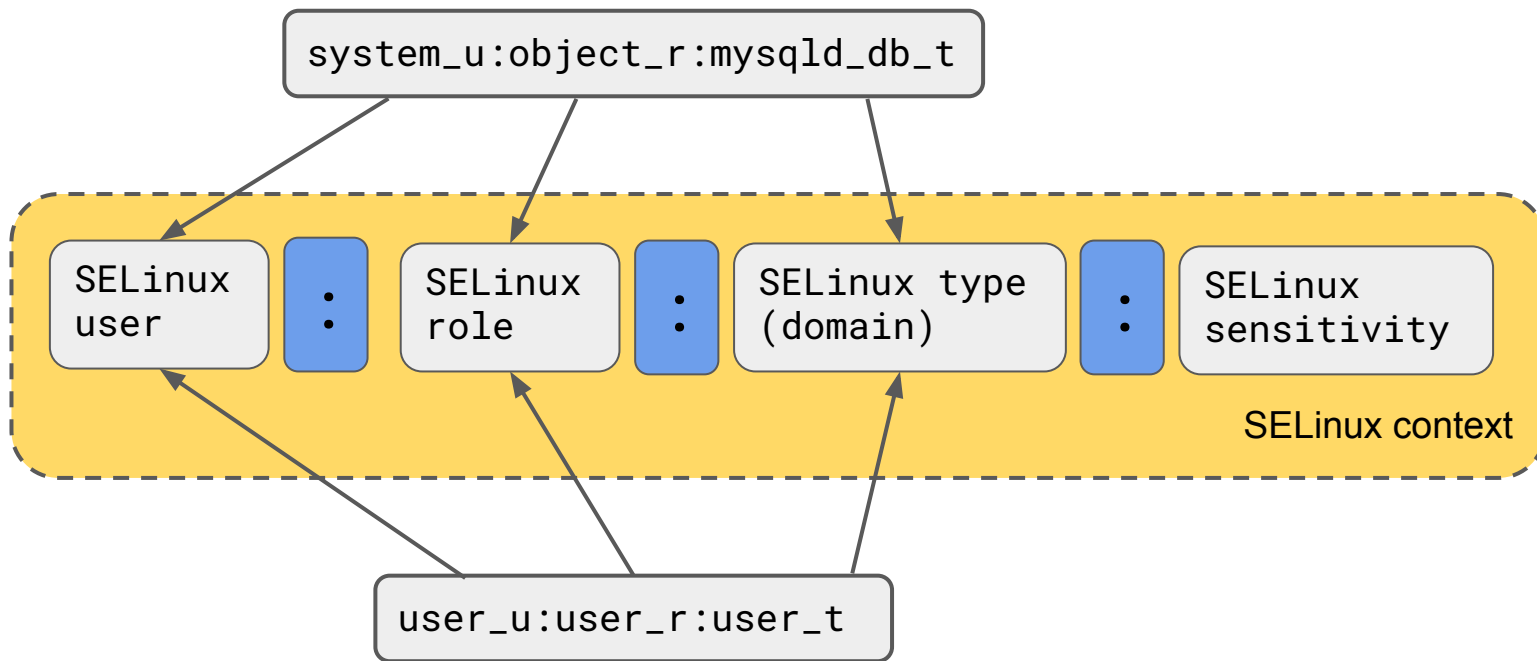 system_u:object_r:mysqld_db_t
SELinux
user
:
SELinux
role
:
SELinux type
(domain)
:
SELinux
sensitivity
SELinux context
user_u:user_r:user_t